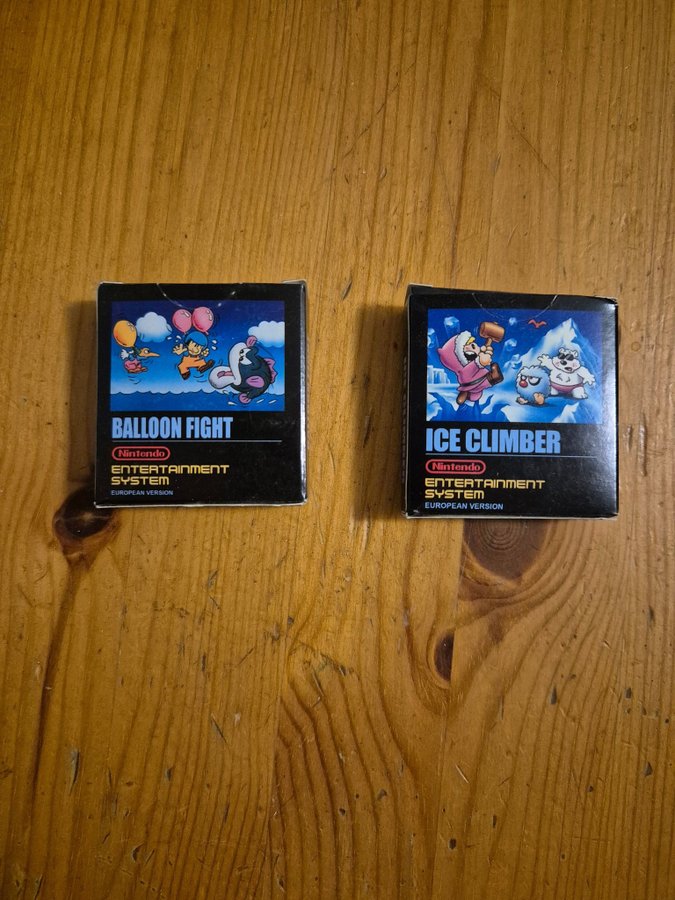 BALLOON FIGHT
Nintendo
ENTERTAINMENT
SYSTEM
EUROPEAN VERSION
ICE CLIMBER
Nintendo
ENTERTAINMENT
SYSTEM
EUROPEAN VERSION